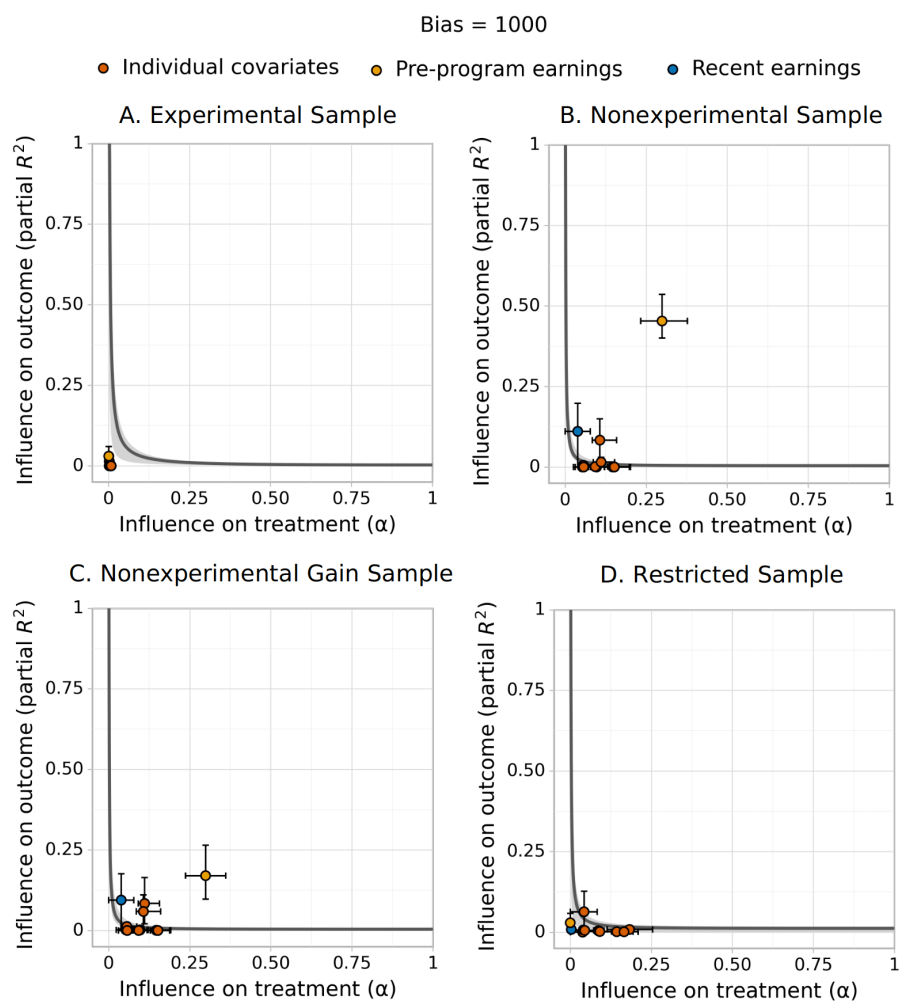 Bias = 1000
Individual covariates Pre-program earnings Recent earnings
A. Experimental Sample
Influence on outcome (partial R²)
1
0.75
0.50
0.25
0
0 0.25 0.50 0.75 1
Influence on treatment (α)
B. Nonexperimental Sample
Influence on outcome (partial R²)
1
0.75
0.50
0.25
0
0 0.25 0.50 0.75 1
Influence on treatment (α)
C. Nonexperimental Gain Sample
Influence on outcome (partial R²)
1
0.75
0.50
0.25
0
0 0.25 0.50 0.75 1
Influence on treatment (α)
D. Restricted Sample
Influence on outcome (partial R²)
1
0.75
0.50
0.25
0
0 0.25 0.50 0.75 1
Influence on treatment (α)